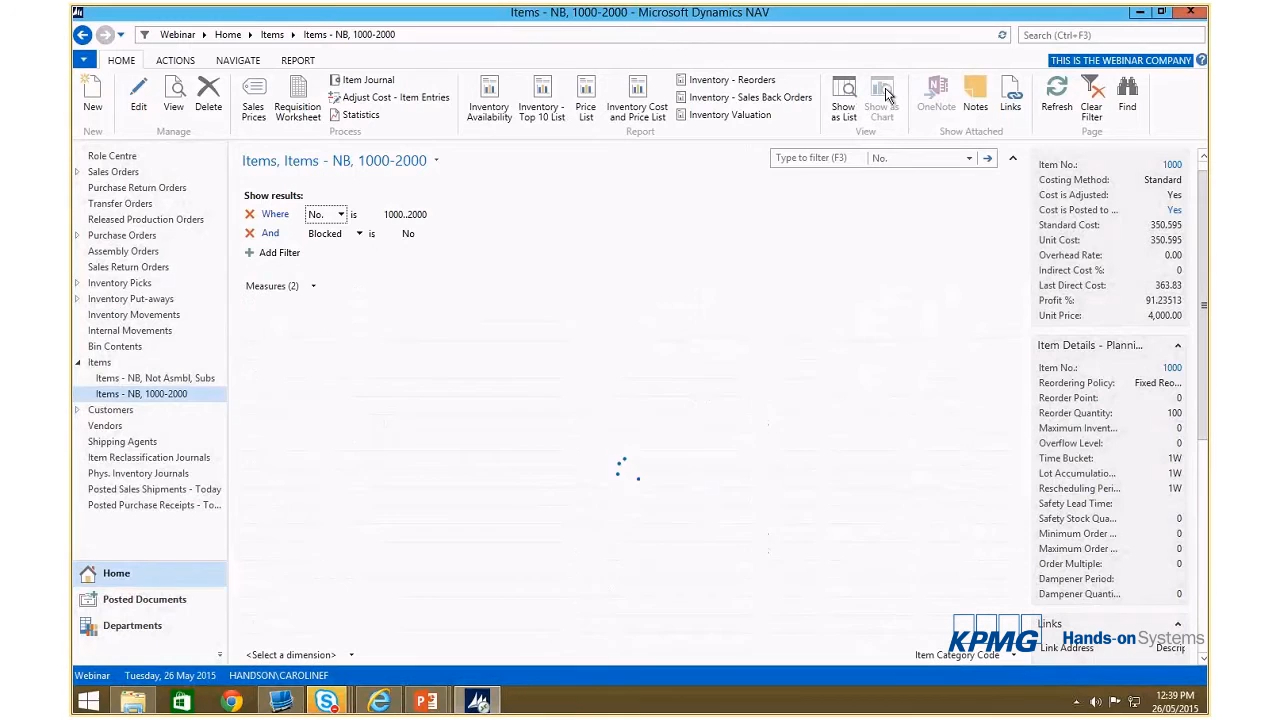 Items - NB, 1000-2000 - Microsoft Dynamics NAV
Webinar Home Items Items - NB, 1000-2000
Search (Ctrl+F3)
HOME ACTIONS NAVIGATE REPORT
THIS IS THE WEBINAR COMPANY
New
Edit
View
Delete
Sales Prices
Requisition Worksheet
Item Journal
Adjust Cost - Item Entries
Statistics
Inventory Availability
Inventory - Top 10 List
Price List
Inventory Cost and Price List
Inventory - Reorders
Inventory - Sales Back Orders
Inventory Valuation
Show as List
Show as Chart
OneNote
Notes
Links
Refresh
Clear Filter
Find
New
Manage
Process
Report
View
Show Attached
Page
Role Centre
Sales Orders
Purchase Return Orders
Transfer Orders
Released Production Orders
Purchase Orders
Assembly Orders
Sales Return Orders
Inventory Picks
Inventory Put-aways
Inventory Movements
Internal Movements
Bin Contents
Items
Items - NB, Not Asmbl, Subs
Items - NB, 1000-2000
Customers
Vendors
Shipping Agents
Item Reclassification Journals
Phys. Inventory Journals
Posted Sales Shipments - Today
Posted Purchase Receipts - To...
Home
Posted Documents
Departments
Items, Items - NB, 1000-2000
Type to filter (F3)
No.
Show results:
Where No. is 1000..2000
And Blocked is No
Add Filter
Measures (2)
<Select a dimension>
Item Category Code
Item No.: 1000
Costing Method: Standard
Cost is Adjusted: Yes
Cost is Posted to ... Yes
Standard Cost: 350.595
Unit Cost: 350.595
Overhead Rate: 0.00
Indirect Cost %: 0
Last Direct Cost: 363.83
Profit %: 91.23513
Unit Price: 4,000.00
Item Details - Planni...
Item No.: 1000
Reordering Policy: Fixed Reo...
Reorder Point: 0
Reorder Quantity: 100
Maximum Invent... 0
Overflow Level: 0
Time Bucket: 1W
Lot Accumulatio... 1W
Rescheduling Peri... 1W
Safety Lead Time:
Safety Stock Qua... 0
Minimum Order ... 0
Maximum Order ... 0
Order Multiple: 0
Dampener Period:
Dampener Quanti... 0
Links
Link Address
KPMG Hands-on Systems
Webinar Tuesday, 26 May 2015 HANDSON\CAROLINEF
12:39 PM
26/05/2015